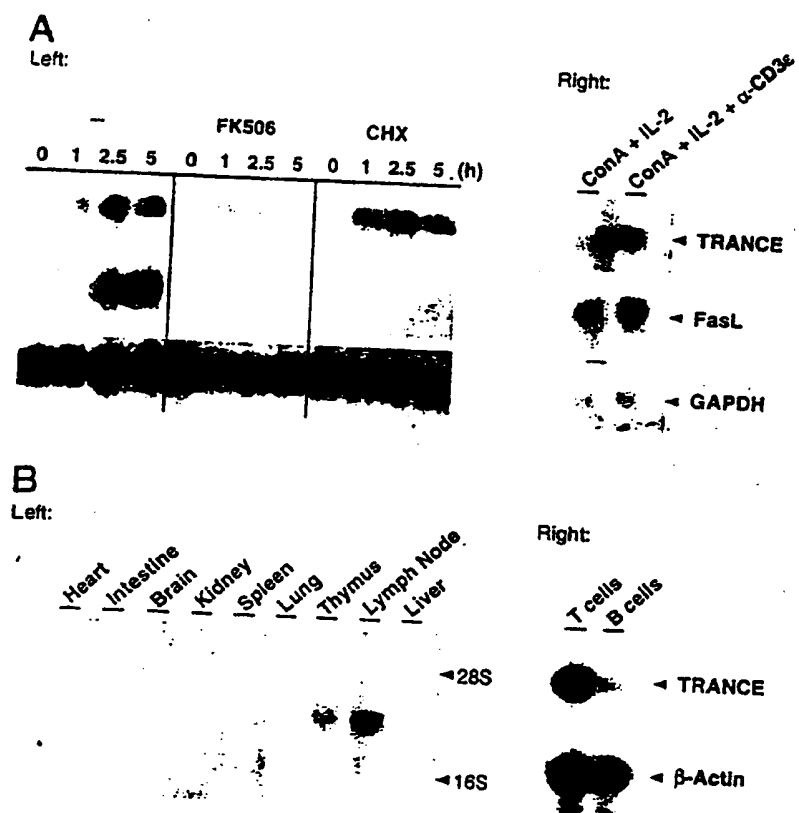 A
Left:
Right:
– FK506 CHX
0 1 2.5 5 0 1 2.5 5 0 1 2.5 5 (h)
ConA + IL-2
ConA + IL-2 + α-CD3ε
TRANCE
FasL
GAPDH
B
Left:
Right:
Heart
Intestine
Brain
Kidney
Spleen
Lung
Thymus
Lymph Node
Liver
28S
16S
T cells
B cells
TRANCE
β-Actin